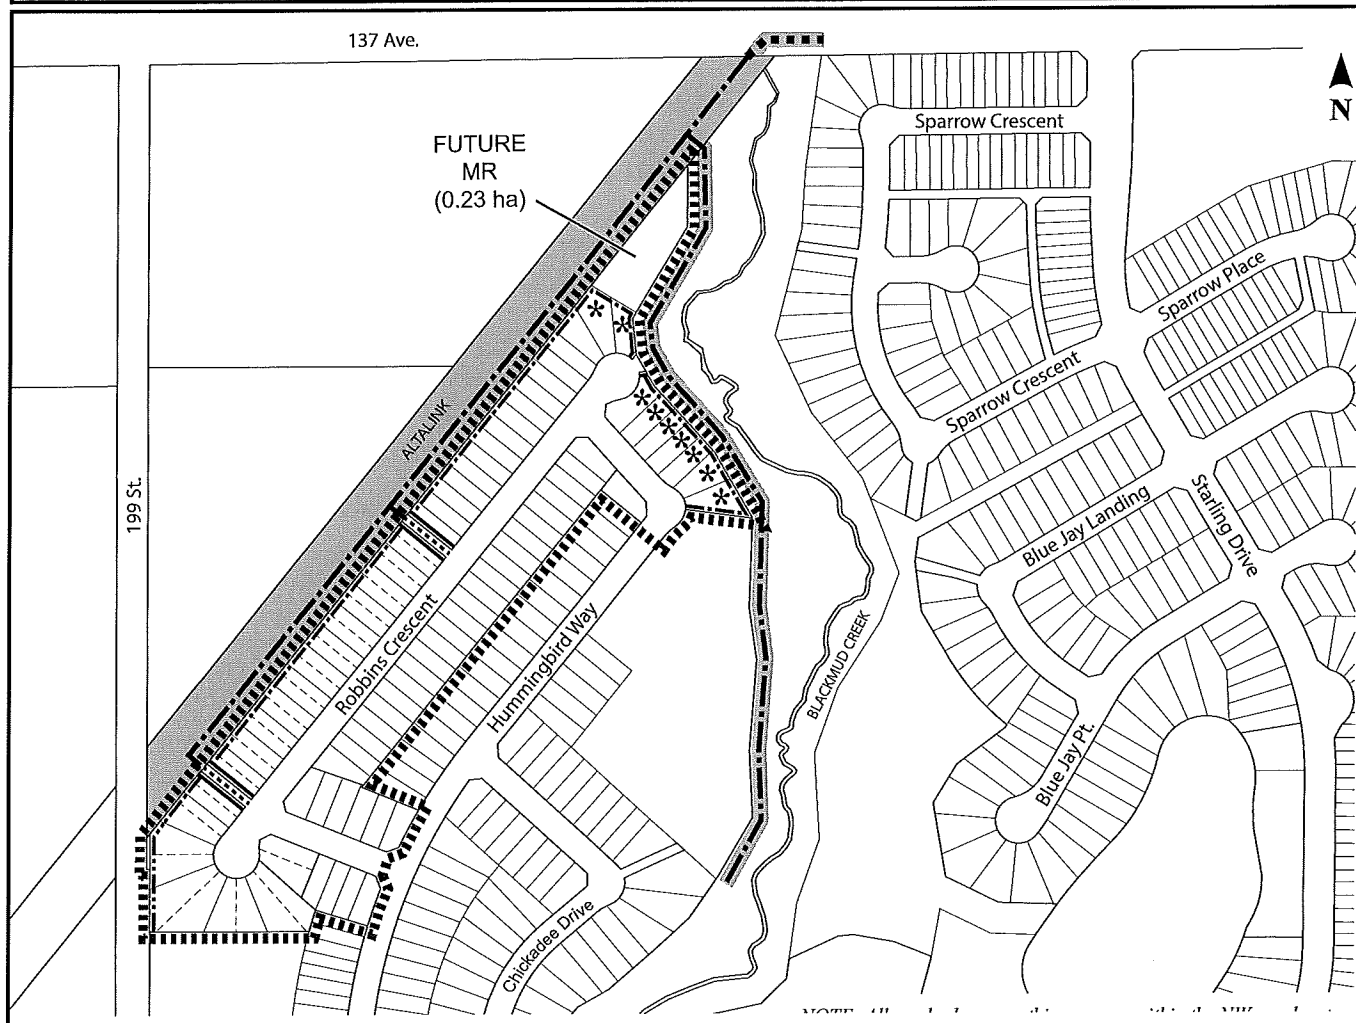 137 Ave.
N
FUTURE
MR
(0.23 ha)
Sparrow Crescent
Sparrow Place
Sparrow Crescent
ALTALINK
199 St.
Blue Jay Landing
Starling Drive
Robbins Crescent
Hummingbird Way
BLACKMUD CREEK
Blue Jay Pt.
Chickadee Drive